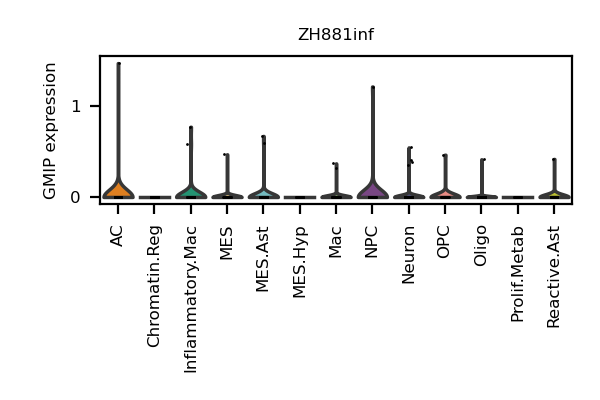 ZH881inf
GMIP expression
1
0
AC
Chromatin.Reg
Inflammatory.Mac
MES
MES.Ast
MES.Hyp
Mac
NPC
Neuron
OPC
Oligo
Prolif.Metab
Reactive.Ast